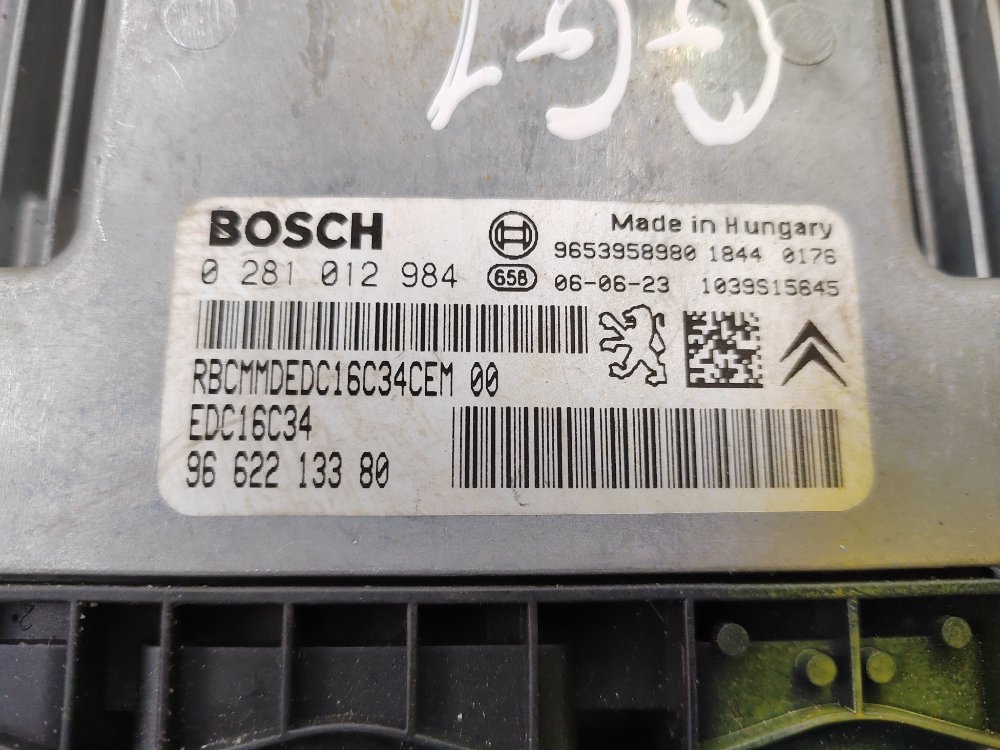 BOSCH
Made in Hungary
9653958980 1844 0176
0 281 012 984
658 06-06-23 1039S15645
RBCMMDEDC16C34CEM 00
EDC16C34
96 622 133 80